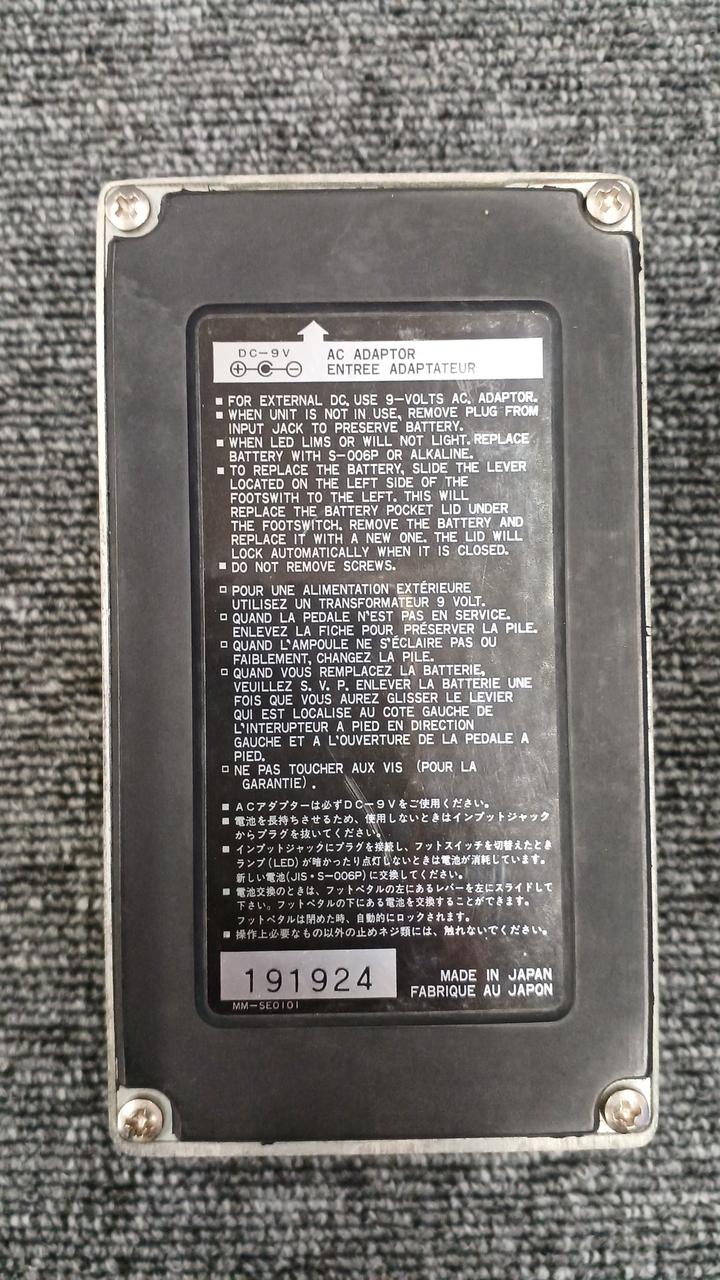 DC-9V
AC ADAPTOR
ENTREE ADAPTATEUR
■ FOR EXTERNAL DC, USE 9-VOLTS AC. ADAPTOR.
■ WHEN UNIT IS NOT IN USE, REMOVE PLUG FROM
INPUT JACK TO PRESERVE BATTERY.
■ WHEN LED LIMS OR WILL NOT LIGHT. REPLACE
BATTERY WITH S-006P OR ALKALINE.
■ TO REPLACE THE BATTERY, SLIDE THE LEVER
LOCATED ON THE LEFT SIDE OF THE
FOOTSWITH TO THE LEFT. THIS WILL
REPLACE THE BATTERY POCKET LID UNDER
THE FOOTSWITCH. REMOVE THE BATTERY AND
REPLACE IT WITH A NEW ONE. THE LID WILL
LOCK AUTOMATICALLY WHEN IT IS CLOSED.
■ DO NOT REMOVE SCREWS.
□ POUR UNE ALIMENTATION EXTÉRIEURE
UTILISEZ UN TRANSFORMATEUR 9 VOLT.
□ QUAND LA PEDALE N'EST PAS EN SERVICE.
ENLEVEZ LA FICHE POUR PRÉSERVER LA PILE.
□ QUAND L'AMPOULE NE S'ÉCLAIRE PAS OU
FAIBLEMENT, CHANGEZ LA PILE.
□ QUAND VOUS REMPLACEZ LA BATTERIE,
VEUILLEZ S. V. P. ENLEVER LA BATTERIE UNE
FOIS QUE VOUS AUREZ GLISSER LE LEVIER
QUI EST LOCALISE AU COTE GAUCHE DE
L'INTERUPTEUR A PIED EN DIRECTION
GAUCHE ET A L'OUVERTURE DE LA PEDALE A
PIED.
□ NE PAS TOUCHER AUX VIS (POUR LA
GARANTIE).
■ ACアダプターは必ずDC-9Vをご使用ください。
■ 電池を長持ちさせるため、使用しないときはインプットジャック
からプラグを抜いてください。
■ インプットジャックにプラグを接続し、フットスイッチを切替えたとき
ランプ(LED)が暗かったり点灯しないときは電池が消耗しています。
新しい電池(JIS・S-006P)に交換してください。
■ 電池交換のときは、フットペタルの左にあるレバーを左にスライドして
下さい。フットペタルの下にある電池を交換することができます。
フットペタルは閉めた時、自動的にロックされます。
■ 操作上必要なもの以外の止めネジ類には、触れないでください。
191924
MADE IN JAPAN
FABRIQUE AU JAPON
MM-SE0101